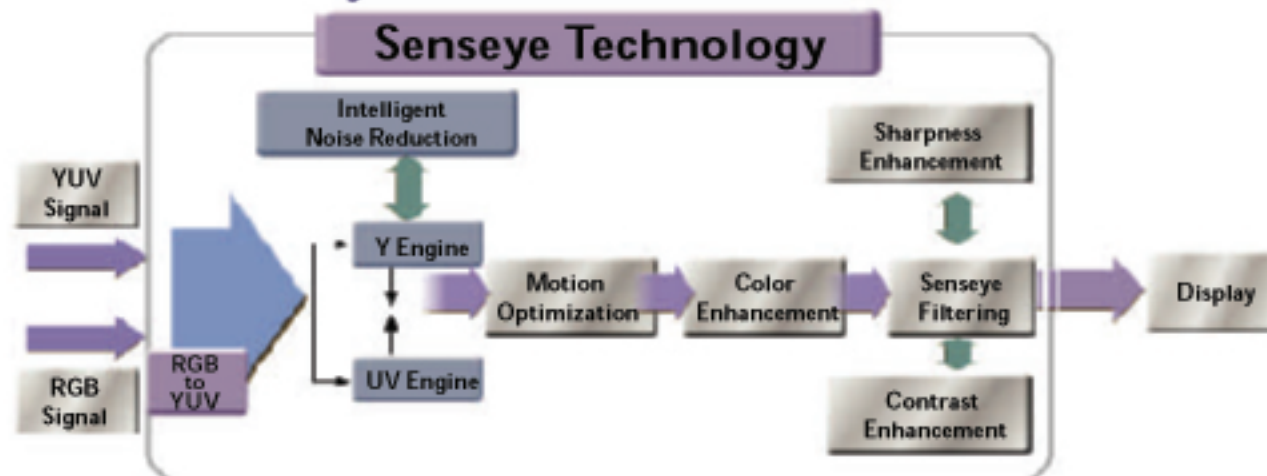 Senseye Technology
Intelligent
Noise Reduction
Sharpness
Enhancement
YUV
Signal
Y Engine
Motion
Optimization
Color
Enhancement
Senseye
Filtering
Display
RGB
to
YUV
UV Engine
RGB
Signal
Contrast
Enhancement